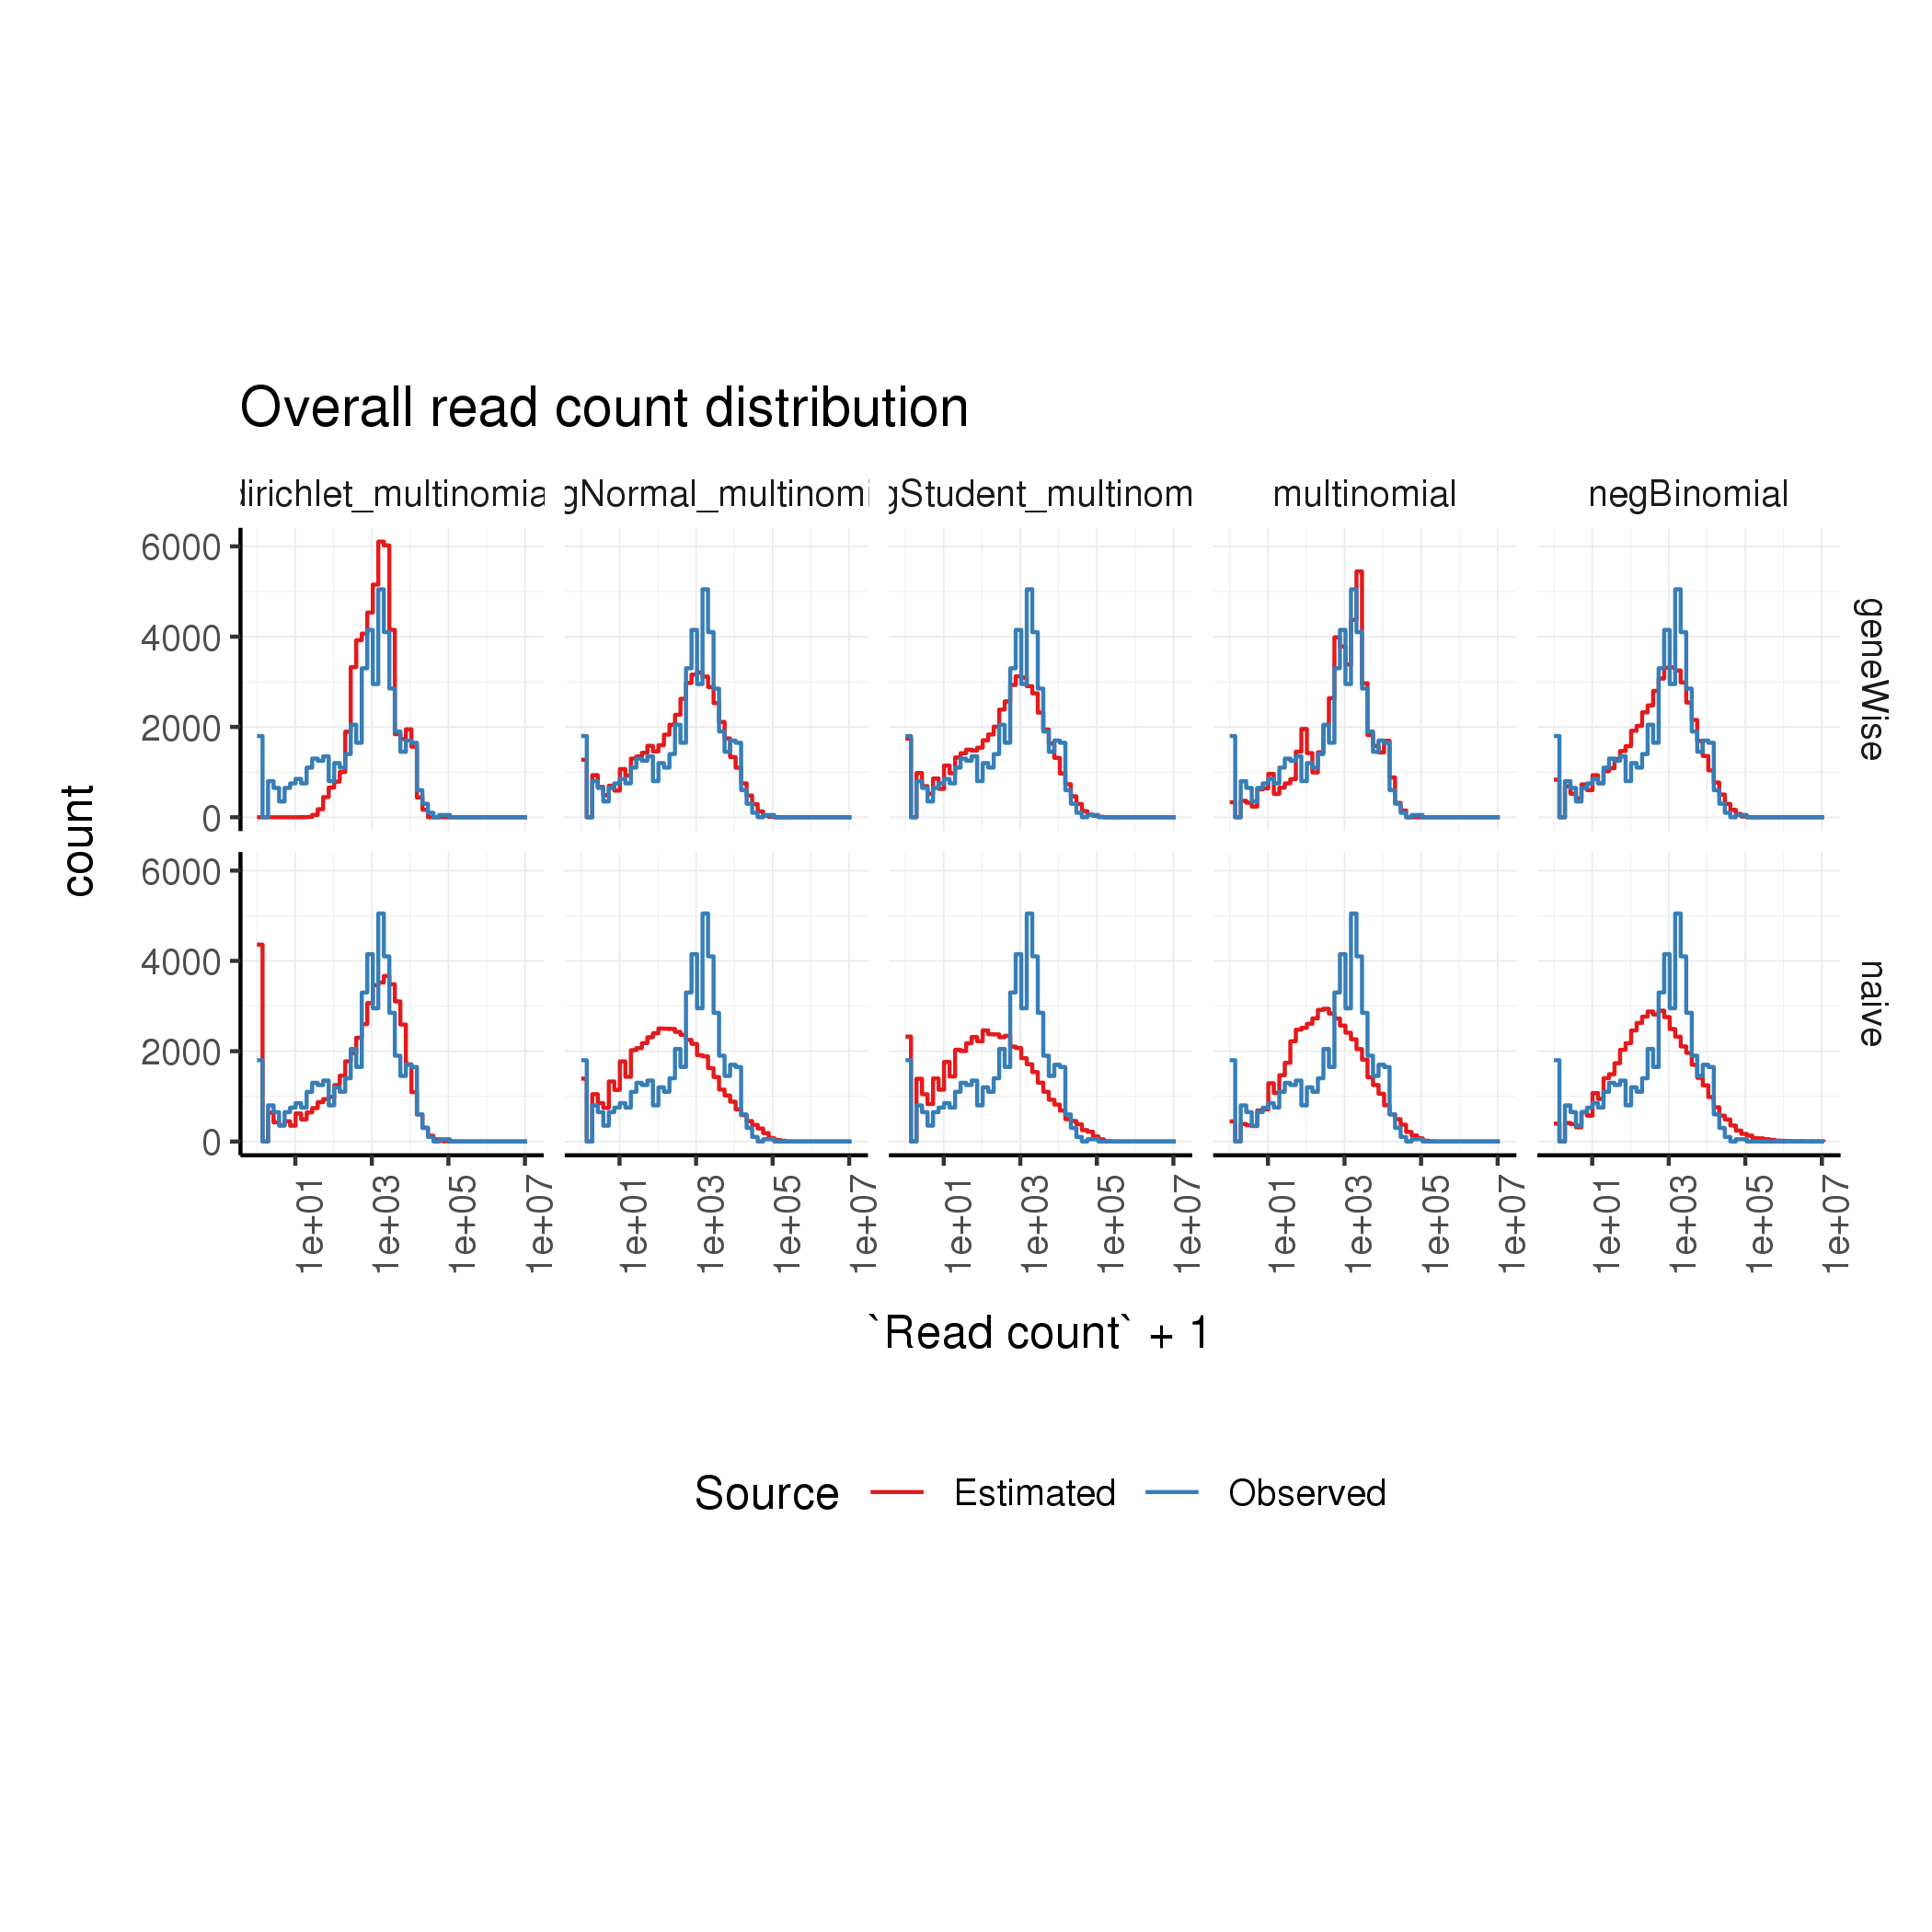 Overall read count distribution
dirichlet_multinomia gNormal_multinomi gStudent_multinom multinomial negBinomial
6000
4000
2000
0
geneWise
6000
4000
2000
0
naive
count
1e+01 1e+03 1e+05 1e+07 1e+01 1e+03 1e+05 1e+07 1e+01 1e+03 1e+05 1e+07 1e+01 1e+03 1e+05 1e+07 1e+01 1e+03 1e+05 1e+07
`Read count` + 1
Source Estimated Observed